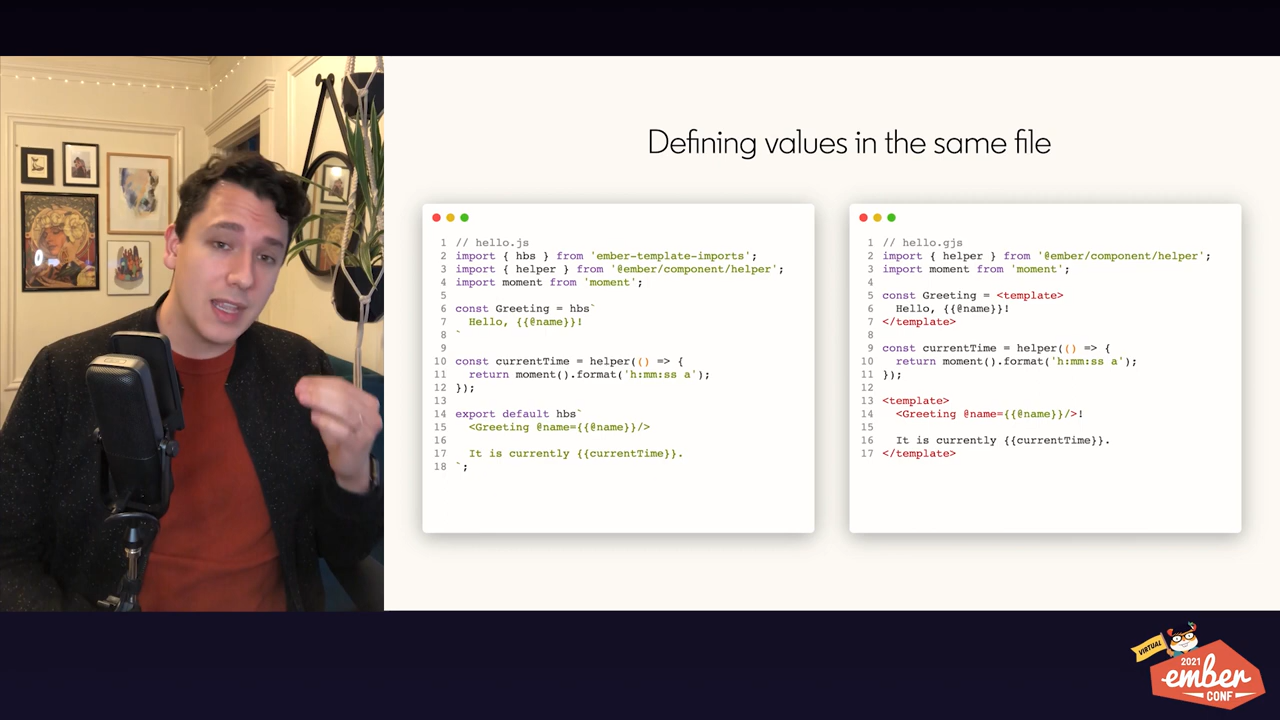 Defining values in the same file
1 // hello.js
2 import { hbs } from 'ember-template-imports';
3 import { helper } from '@ember/component/helper';
4 import moment from 'moment';
5
6 const Greeting = hbs`
7   Hello, {{@name}}!
8 `
9
10 const currentTime = helper(() => {
11   return moment().format('h:mm:ss a');
12 });
13
14 export default hbs`
15   <Greeting @name={{@name}}/>
16
17   It is currently {{currentTime}}.
18 `;
1 // hello.gjs
2 import { helper } from '@ember/component/helper';
3 import moment from 'moment';
4
5 const Greeting = <template>
6   Hello, {{@name}}!
7 </template>
8
9 const currentTime = helper(() => {
10   return moment().format('h:mm:ss a');
11 });
12
13 <template>
14   <Greeting @name={{@name}}/>!
15
16   It is currently {{currentTime}}.
17 </template>
VIRTUAL
2021
ember
CONF